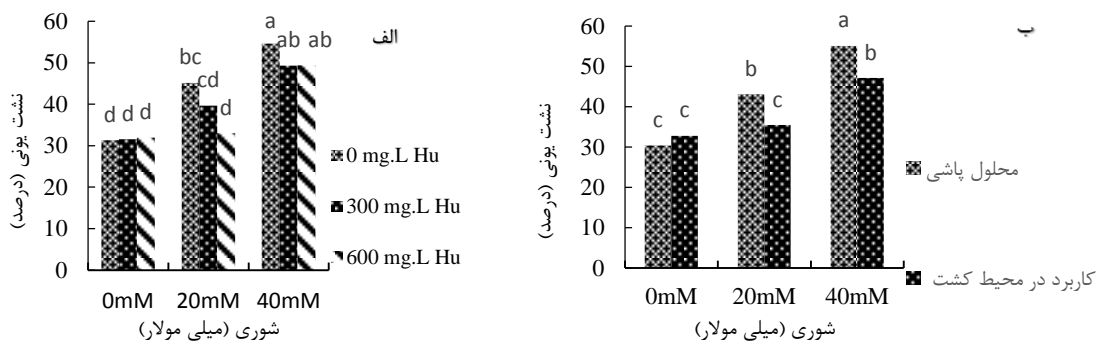 الف
نشت یونی (درصد)
60
50
40
30
20
10
0
d d d
bc
cd
d
a
ab ab
0mM 20mM 40mM
شوری (میلی مولار)
0 mg.L Hu
300 mg.L Hu
600 mg.L Hu
ب
نشت یونی (درصد)
60
50
40
30
20
10
0
c c
b
c
a
b
0mM 20mM 40mM
شوری (میلی مولار)
محلول پاشی
کاربرد در محیط کشت